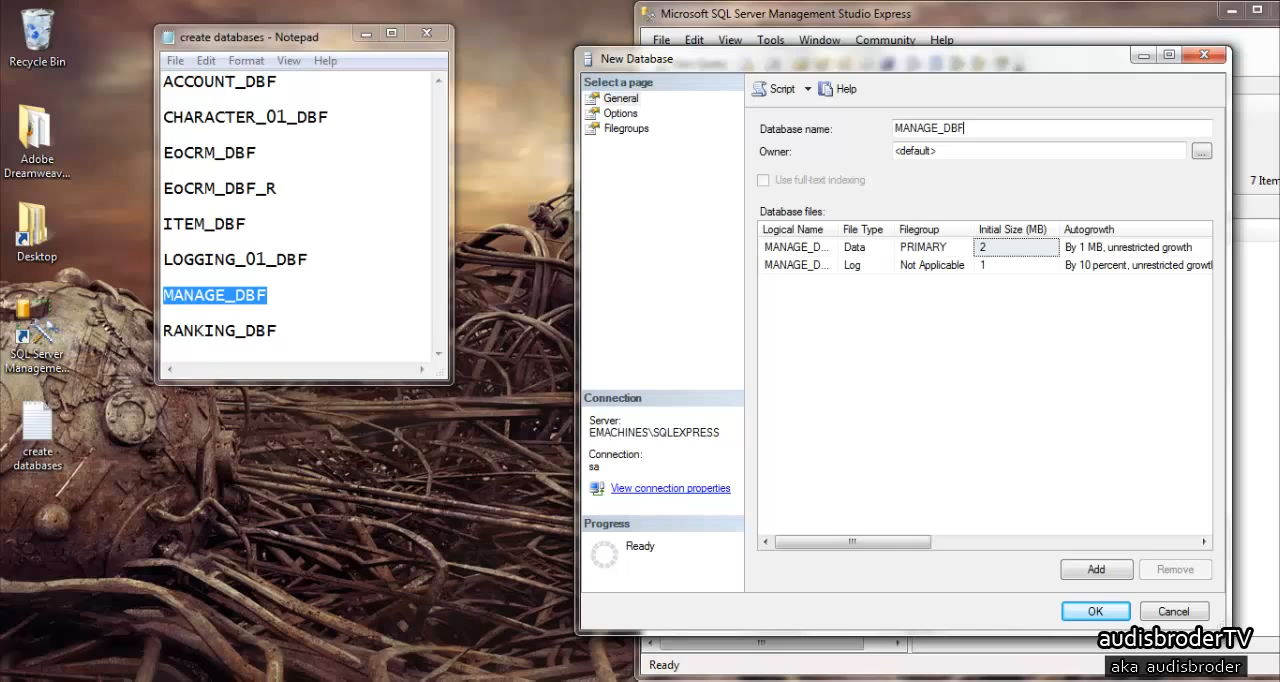 Recycle Bin
Adobe
Dreamweav...
Desktop
SQL Server
Manageme...
create
databases
create databases - Notepad
File Edit Format View Help
ACCOUNT_DBF
CHARACTER_01_DBF
EoCRM_DBF
EoCRM_DBF_R
ITEM_DBF
LOGGING_01_DBF
MANAGE_DBF
RANKING_DBF
Microsoft SQL Server Management Studio Express
File Edit View Tools Window Community Help
New Database
Select a page
General
Options
Filegroups
Script Help
Database name: MANAGE_DBF
Owner: <default> ...
Use full-text indexing
7 Item
Database files:
Logical Name File Type Filegroup Initial Size (MB) Autogrowth
MANAGE_D... Data PRIMARY 2 By 1 MB, unrestricted growth
MANAGE_D... Log Not Applicable 1 By 10 percent, unrestricted growt
Connection
Server:
EMACHINES\SQLEXPRESS
Connection:
sa
View connection properties
Progress
Ready
Add Remove
OK Cancel
Ready
audisbroderTV
aka audisbroder